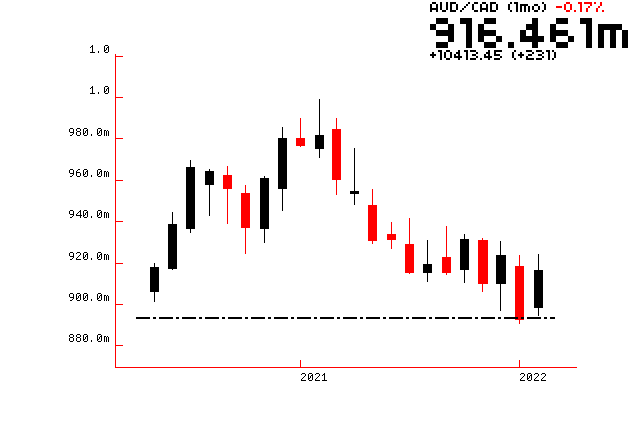 AUD/CAD (1mo) -0.17%
916.461m
+10413.45 (+231)
1.0
1.0
980.0m
960.0m
940.0m
920.0m
900.0m
880.0m
2021
2022